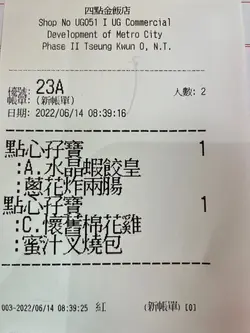 四點金飯店
Shop No UG051 I UG Commercial
Development of Metro City
Phase II Tseung Kwun O, N.T.
檯號: 23A 人數: 2
帳單: (新帳單)
日期: 2022/06/14 08:39:16
點心孖寶 1
:A.水晶蝦餃皇
:蔥花炸兩腸
點心孖寶 1
:C.懷舊棉花雞
:蜜汁叉燒包
003-2022/06/14 08:39:25 紅 (新帳單) [0]